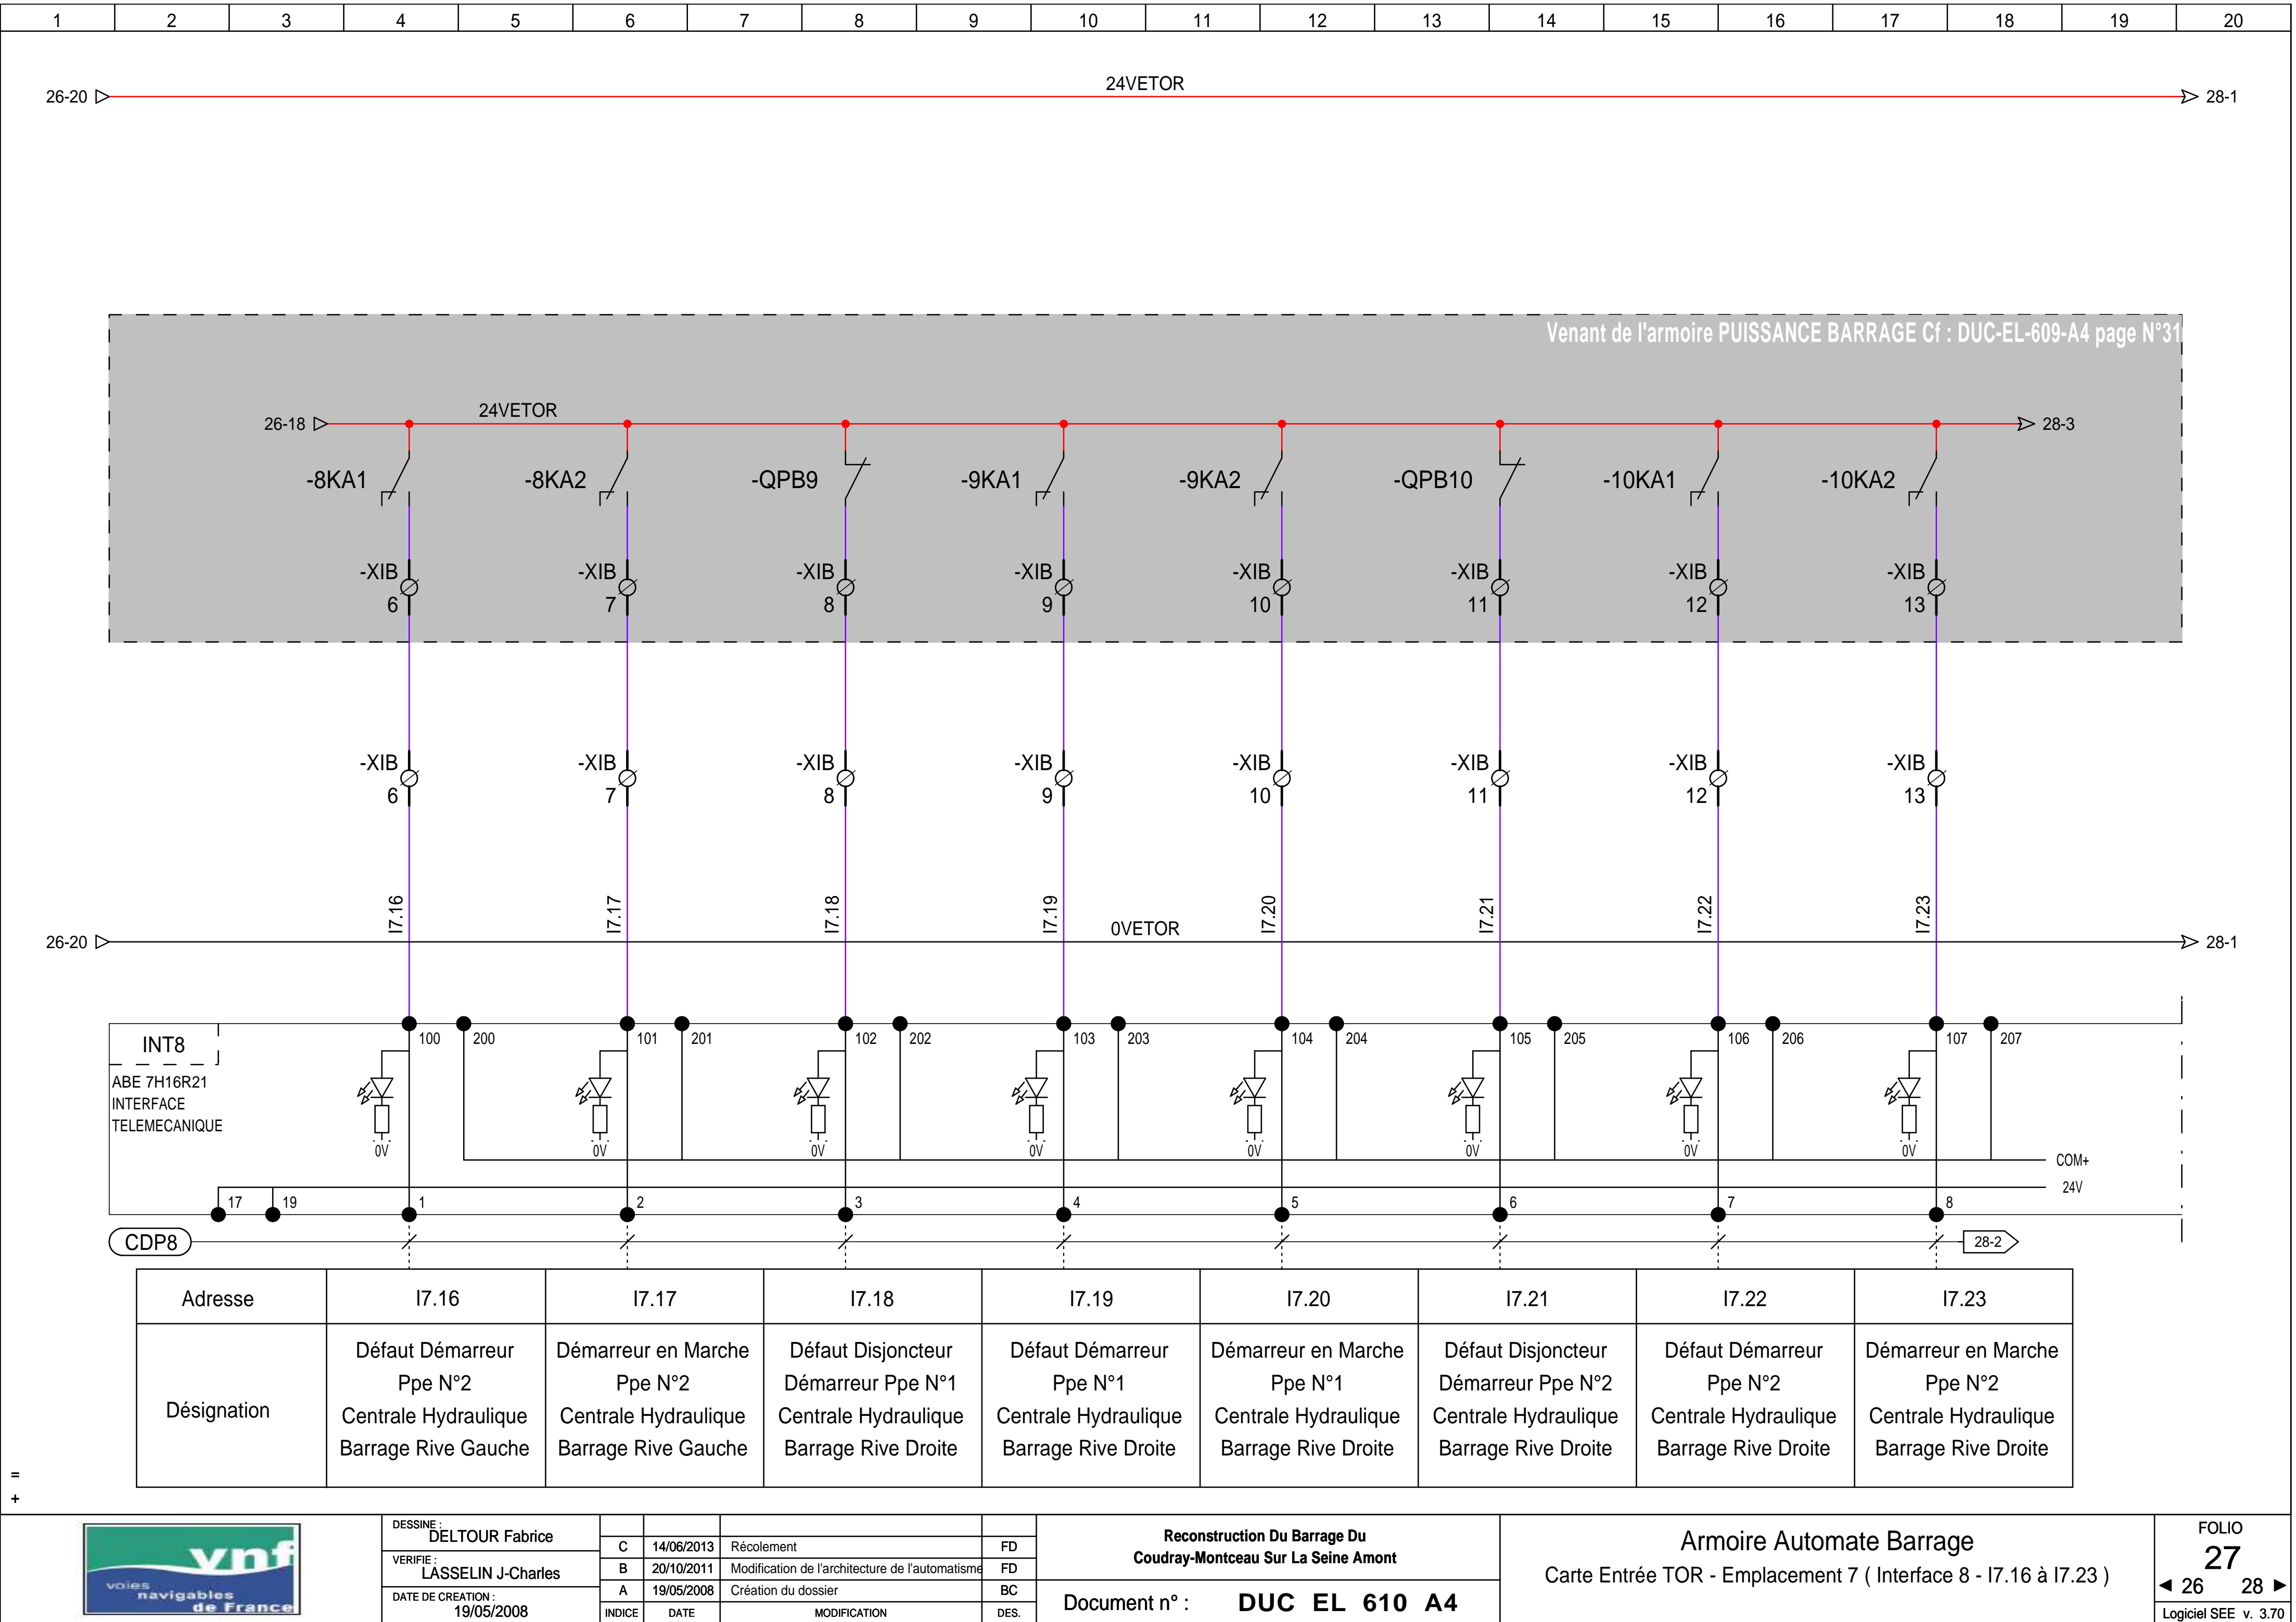 1 2 3 4 5 6 7 8 9 10 11 12 13 14 15 16 17 18 19 20
24VETOR
26-20 28-1
Venant de l'armoire PUISSANCE BARRAGE Cf : DUC-EL-609-A4 page N°31
24VETOR
26-18 28-3
-8KA1 -8KA2 -QPB9 -9KA1 -9KA2 -QPB10 -10KA1 -10KA2
-XIB -XIB -XIB -XIB -XIB -XIB -XIB -XIB
6 7 8 9 10 11 12 13
-XIB -XIB -XIB -XIB -XIB -XIB -XIB -XIB
6 7 8 9 10 11 12 13
I7.16 I7.17 I7.18 I7.19 I7.20 I7.21 I7.22 I7.23
0VETOR
26-20 28-1
INT8
100 200 101 201 102 202 103 203 104 204 105 205 106 206 107 207
ABE 7H16R21
INTERFACE
TELEMECANIQUE
0V 0V 0V 0V 0V 0V 0V 0V
COM+
24V
17 19 1 2 3 4 5 6 7 8
CDP8 28-2
Adresse I7.16 I7.17 I7.18 I7.19 I7.20 I7.21 I7.22 I7.23
Désignation
Défaut Démarreur
Ppe N°2
Centrale Hydraulique
Barrage Rive Gauche
Démarreur en Marche
Ppe N°2
Centrale Hydraulique
Barrage Rive Gauche
Défaut Disjoncteur
Démarreur Ppe N°1
Centrale Hydraulique
Barrage Rive Droite
Défaut Démarreur
Ppe N°1
Centrale Hydraulique
Barrage Rive Droite
Démarreur en Marche
Ppe N°1
Centrale Hydraulique
Barrage Rive Droite
Défaut Disjoncteur
Démarreur Ppe N°2
Centrale Hydraulique
Barrage Rive Droite
Défaut Démarreur
Ppe N°2
Centrale Hydraulique
Barrage Rive Droite
Démarreur en Marche
Ppe N°2
Centrale Hydraulique
Barrage Rive Droite
=
+
vnf
voies
navigables
de France
DESSINE :
DELTOUR Fabrice
VERIFIE :
LASSELIN J-Charles
DATE DE CREATION :
19/05/2008
C 14/06/2013 Récolement FD
B 20/10/2011 Modification de l'architecture de l'automatisme FD
A 19/05/2008 Création du dossier BC
INDICE DATE MODIFICATION DES.
Reconstruction Du Barrage Du
Coudray-Montceau Sur La Seine Amont
Document n° : DUC EL 610 A4
Armoire Automate Barrage
Carte Entrée TOR - Emplacement 7 ( Interface 8 - I7.16 à I7.23 )
FOLIO
27
◄ 26 28 ►
Logiciel SEE v. 3.70